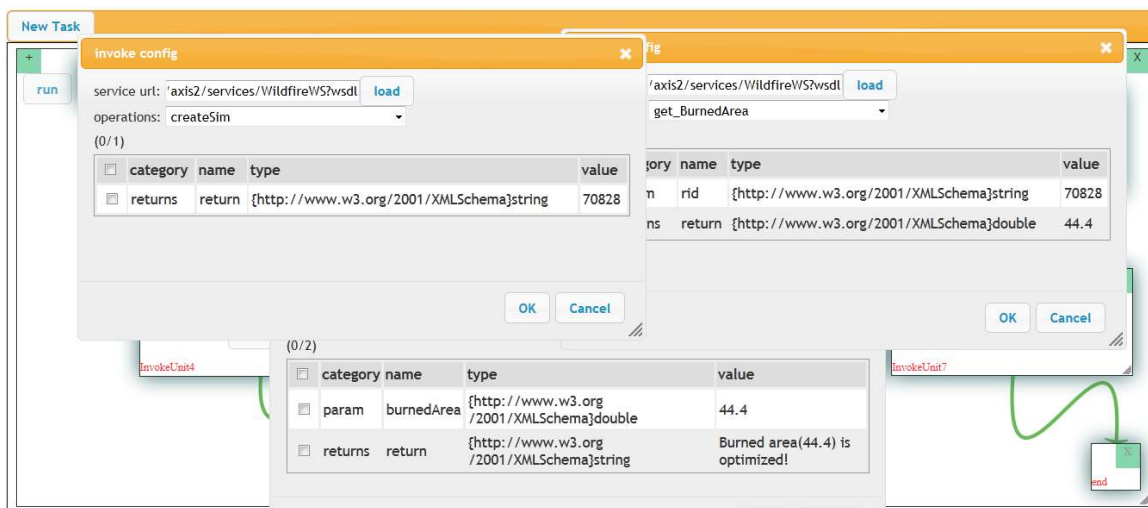 New Task
+
X
run
invoke config
service url: 'axis2/services/WildfireWS?wsdl load
operations: createSim
(0/1)
category name type value
returns return {http://www.w3.org/2001/XMLSchema}string 70828
OK Cancel
fig
'axis2/services/WildfireWS?wsdl load
get_BurnedArea
gory name type value
m rid {http://www.w3.org/2001/XMLSchema}string 70828
ns return {http://www.w3.org/2001/XMLSchema}double 44.4
OK Cancel
(0/2)
category name type value
param burnedArea {http://www.w3.org
/2001/XMLSchema}double 44.4
returns return {http://www.w3.org
/2001/XMLSchema}string Burned area(44.4) is
optimized!
InvokeUnit4
InvokeUnit7
X
end